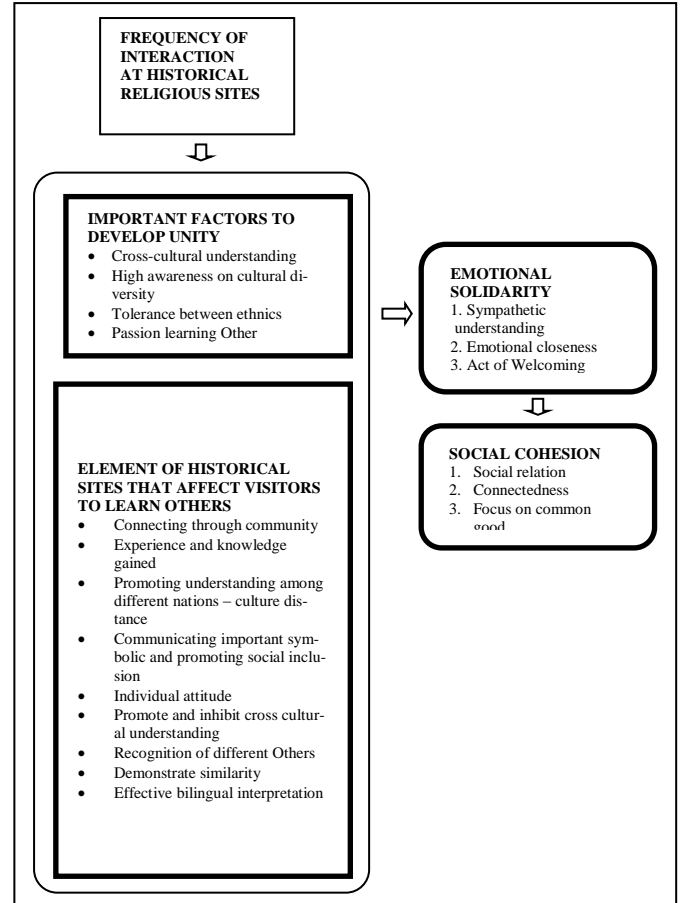 FREQUENCY OF
INTERACTION
AT HISTORICAL
RELIGIOUS SITES
IMPORTANT FACTORS TO
DEVELOP UNITY
• Cross-cultural understanding
• High awareness on cultural di-
versity
• Tolerance between ethnics
• Passion learning Other
ELEMENT OF HISTORICAL
SITES THAT AFFECT VISITORS
TO LEARN OTHERS
• Connecting through community
• Experience and knowledge
gained
• Promoting understanding among
different nations – culture dis-
tance
• Communicating important sym-
bolic and promoting social inclu-
sion
• Individual attitude
• Promote and inhibit cross cultur-
al understanding
• Recognition of different Others
• Demonstrate similarity
• Effective bilingual interpretation
EMOTIONAL
SOLIDARITY
1. Sympathetic
understanding
2. Emotional closeness
3. Act of Welcoming
SOCIAL COHESION
1. Social relation
2. Connectedness
3. Focus on common
good